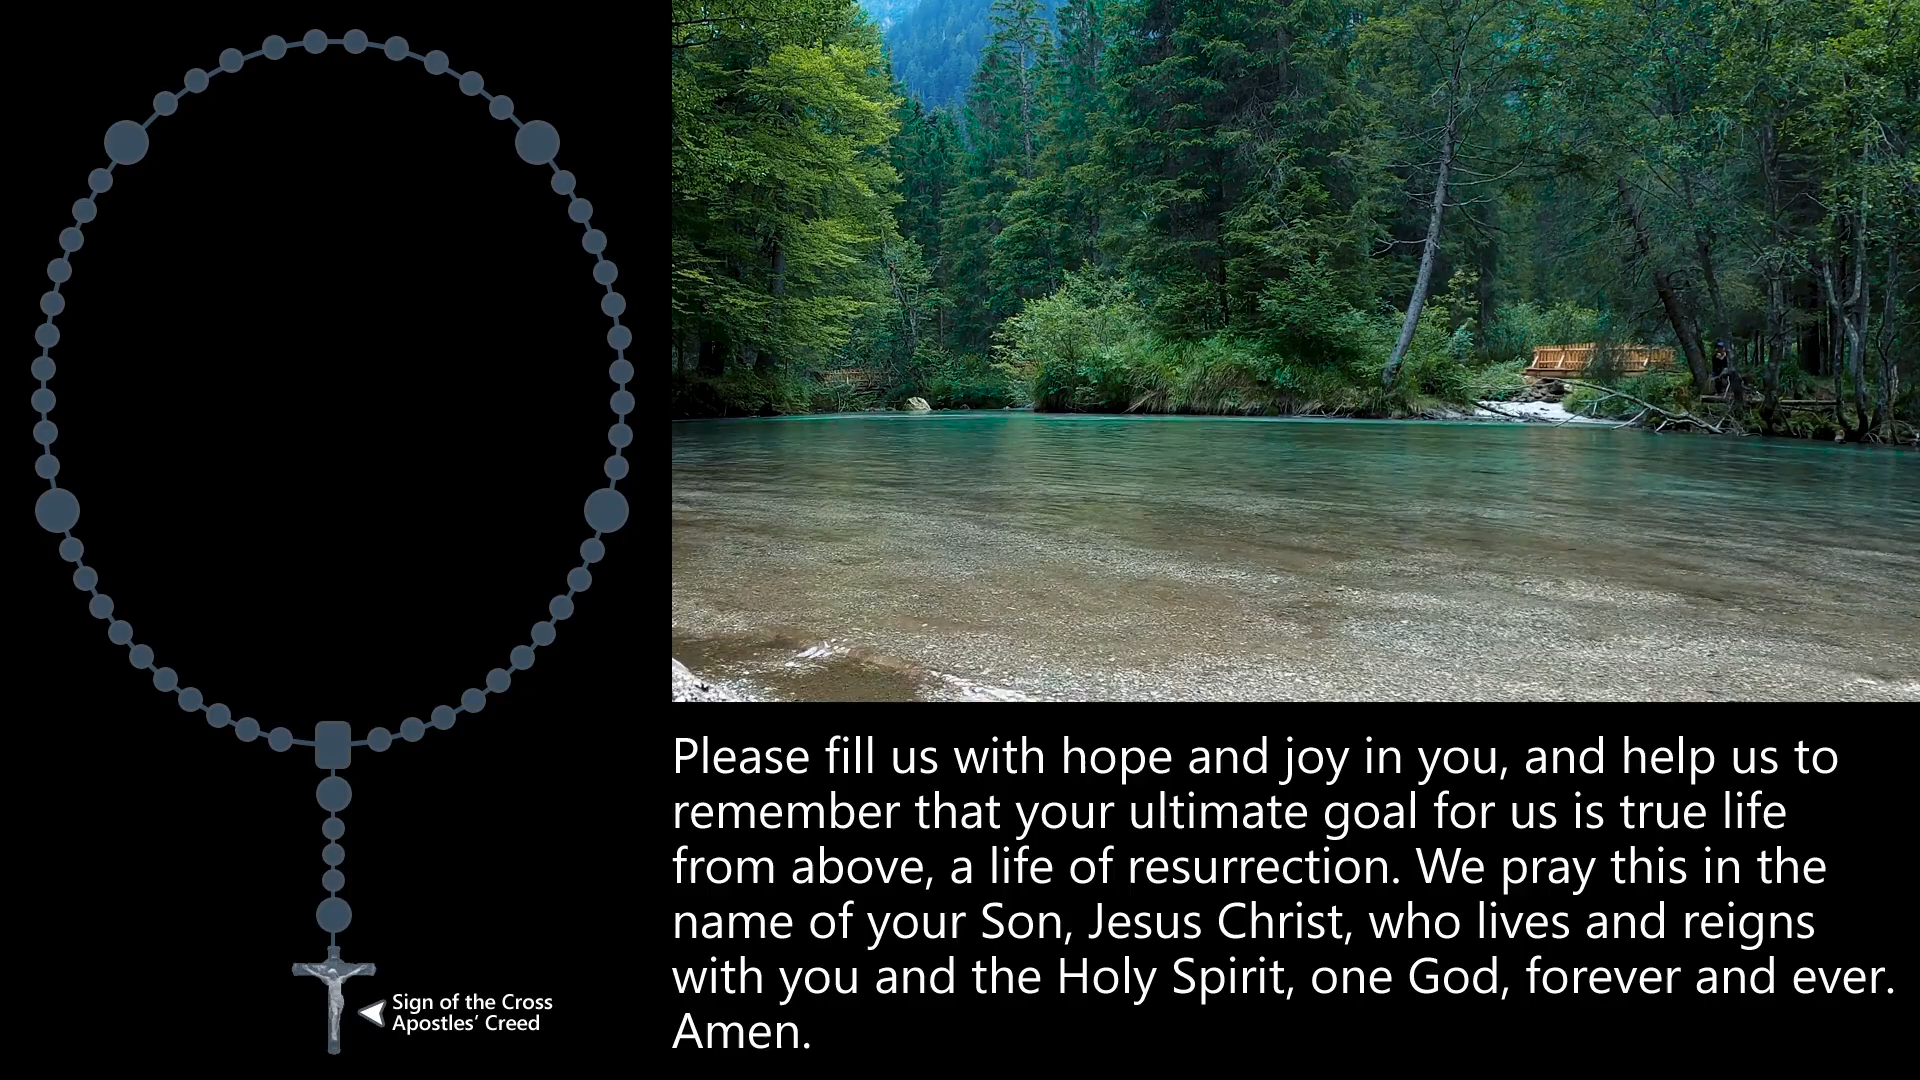 Please fill us with hope and joy in you, and help us to
remember that your ultimate goal for us is true life
from above, a life of resurrection. We pray this in the
name of your Son, Jesus Christ, who lives and reigns
with you and the Holy Spirit, one God, forever and ever.
Amen.
Sign of the Cross
Apostles’ Creed